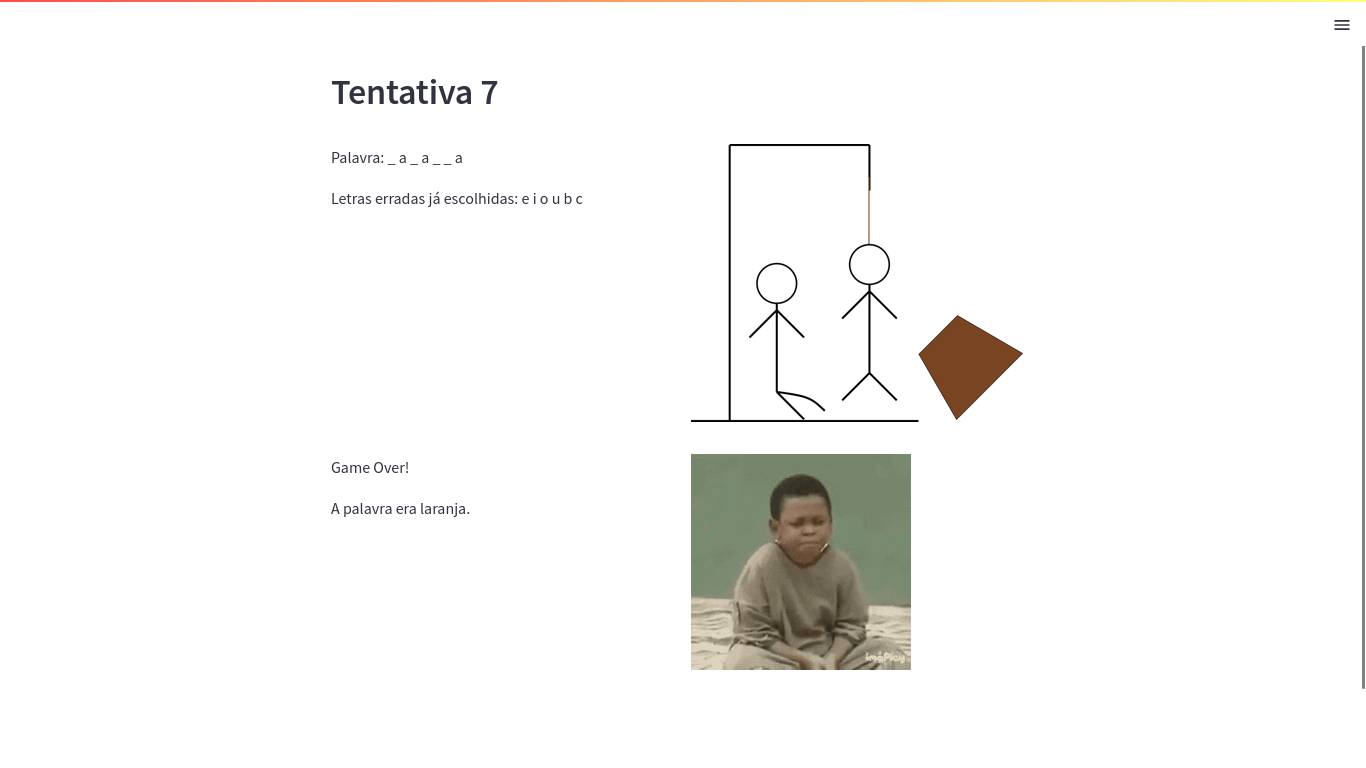 Tentativa 7
Palavra: _ a _ a _ _ a
Letras erradas já escolhidas: e i o u b c
Game Over!
A palavra era laranja.
ImgPlay